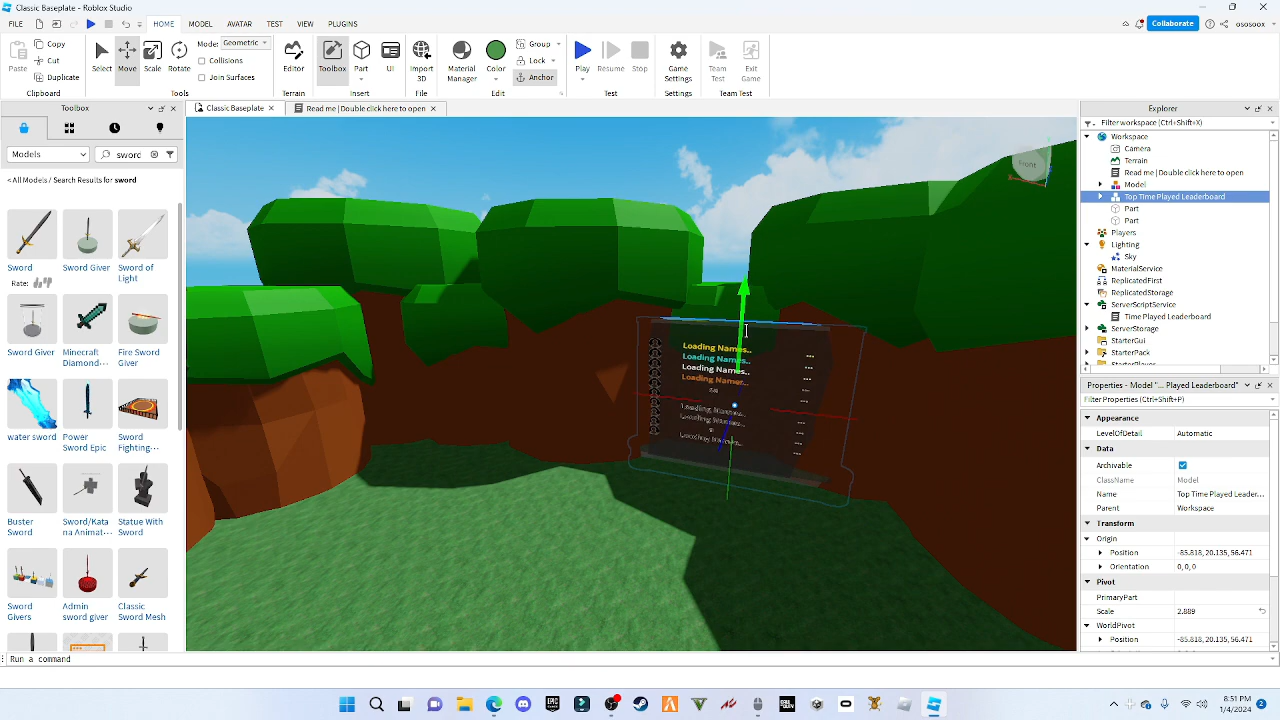 Classic Baseplate - Roblox Studio
FILE HOME MODEL AVATAR TEST VIEW PLUGINS Collaborate ososoox
Paste Copy Cut Duplicate Clipboard
Select Move Scale Rotate Tools
Mode: Geometric
Collisions
Join Surfaces
Editor Terrain
Toolbox Part UI Insert
Import 3D File
Material Manager Color Group Lock Anchor Edit
Play Resume Stop Test
Game Settings Settings
Team Test Exit Game Team Test
Toolbox
Classic Baseplate Read me | Double click here to open
Models sword
< All Models / Search Results for sword
Sword
Rate:
Sword Giver
Sword of Light
Sword Giver
Minecraft Diamond...
Fire Sword Giver
water sword
Power Sword Epic
Sword Fighting...
Buster Sword
Sword/Kata na Animat...
Statue With Sword
Sword Givers
Admin sword giver
Classic Sword Mesh
Front
Loading Names.. ...
Loading Names.. ...
Loading Names.. ...
Loading Names.. ...
Explorer
Filter workspace (Ctrl+Shift+X)
Workspace
Camera
Terrain
Read me | Double click here to open
Model
Top Time Played Leaderboard
Part
Part
Players
Lighting
Sky
MaterialService
ReplicatedFirst
ReplicatedStorage
ServerScriptService
Time Played Leaderboard
ServerStorage
StarterGui
StarterPack
Properties - Model "... Played Leaderboard"
Filter Properties (Ctrl+Shift+P)
Appearance
LevelOfDetail Automatic
Data
Archivable
ClassName Model
Name Top Time Played Leader...
Parent Workspace
Transform
Origin
Position -85.818, 20.135, 56.471
Orientation 0, 0, 0
Pivot
PrimaryPart
Scale 2.889
WorldPivot
Position -85.818, 20.135, 56.471
Run a command
8:51 PM
1/4/2024